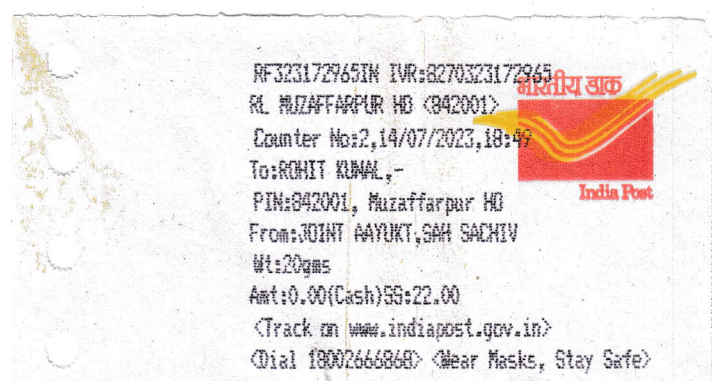 RF323172965IN IVR:8270323172965
भारतीय डाक
RL MUZAFFARPUR HO <842001>
Counter No:2,14/07/2023,18:49
To:ROHIT KUNAL,-
PIN:842001, Muzaffarpur HO
India Post
From:JOINT AAYUKT,SAH SACHIV
Wt:20gms
Amt:0.00(Cash)SS:22.00
<Track on www.indiapost.gov.in>
<Dial 18002666868> <Wear Masks, Stay Safe>